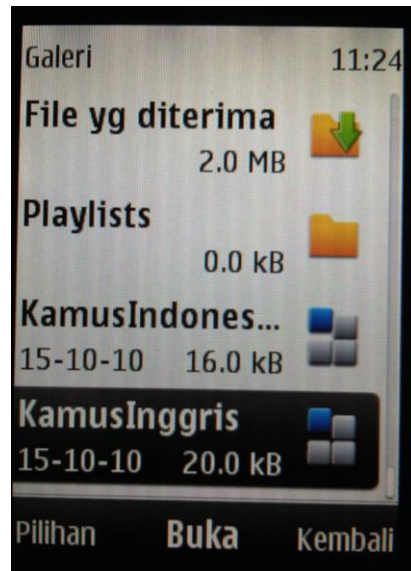 Galeri 11:24
File yg diterima
2.0 MB
Playlists
0.0 kB
KamusIndones...
15-10-10 16.0 kB
KamusInggris
15-10-10 20.0 kB
Pilihan Buka Kembali